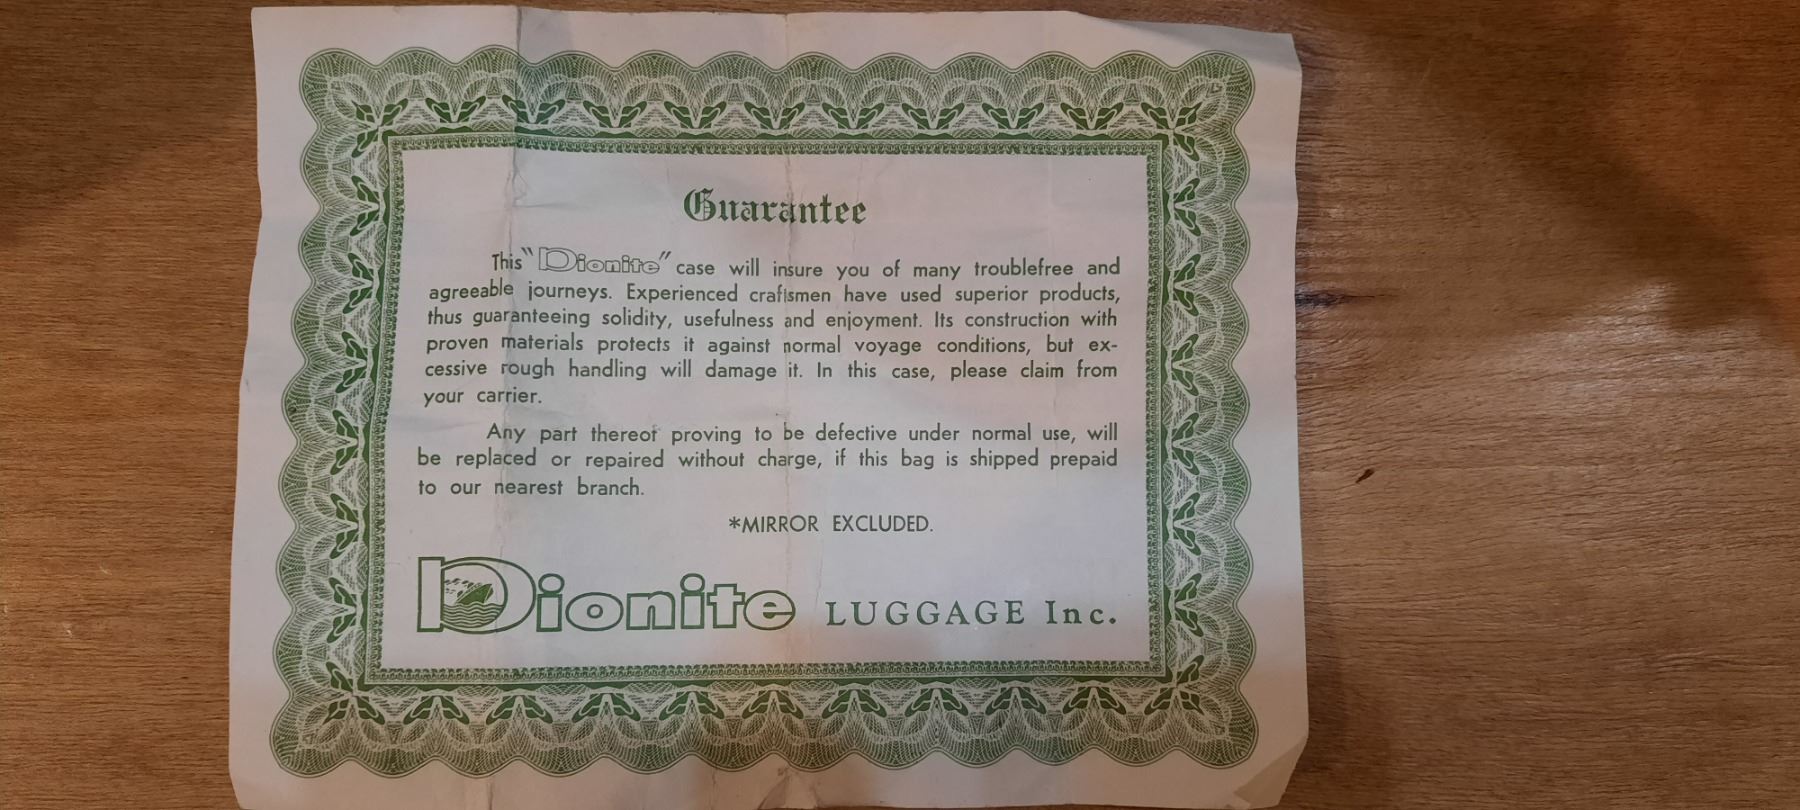 Guarantee
This "Dionite" case will insure you of many troublefree and
agreeable journeys. Experienced craftsmen have used superior products,
thus guaranteeing solidity, usefulness and enjoyment. Its construction with
proven materials protects it against normal voyage conditions, but ex-
cessive rough handling will damage it. In this case, please claim from
your carrier.
Any part thereof proving to be defective under normal use, will
be replaced or repaired without charge, if this bag is shipped prepaid
to our nearest branch.
*MIRROR EXCLUDED.
Dionite LUGGAGE Inc.